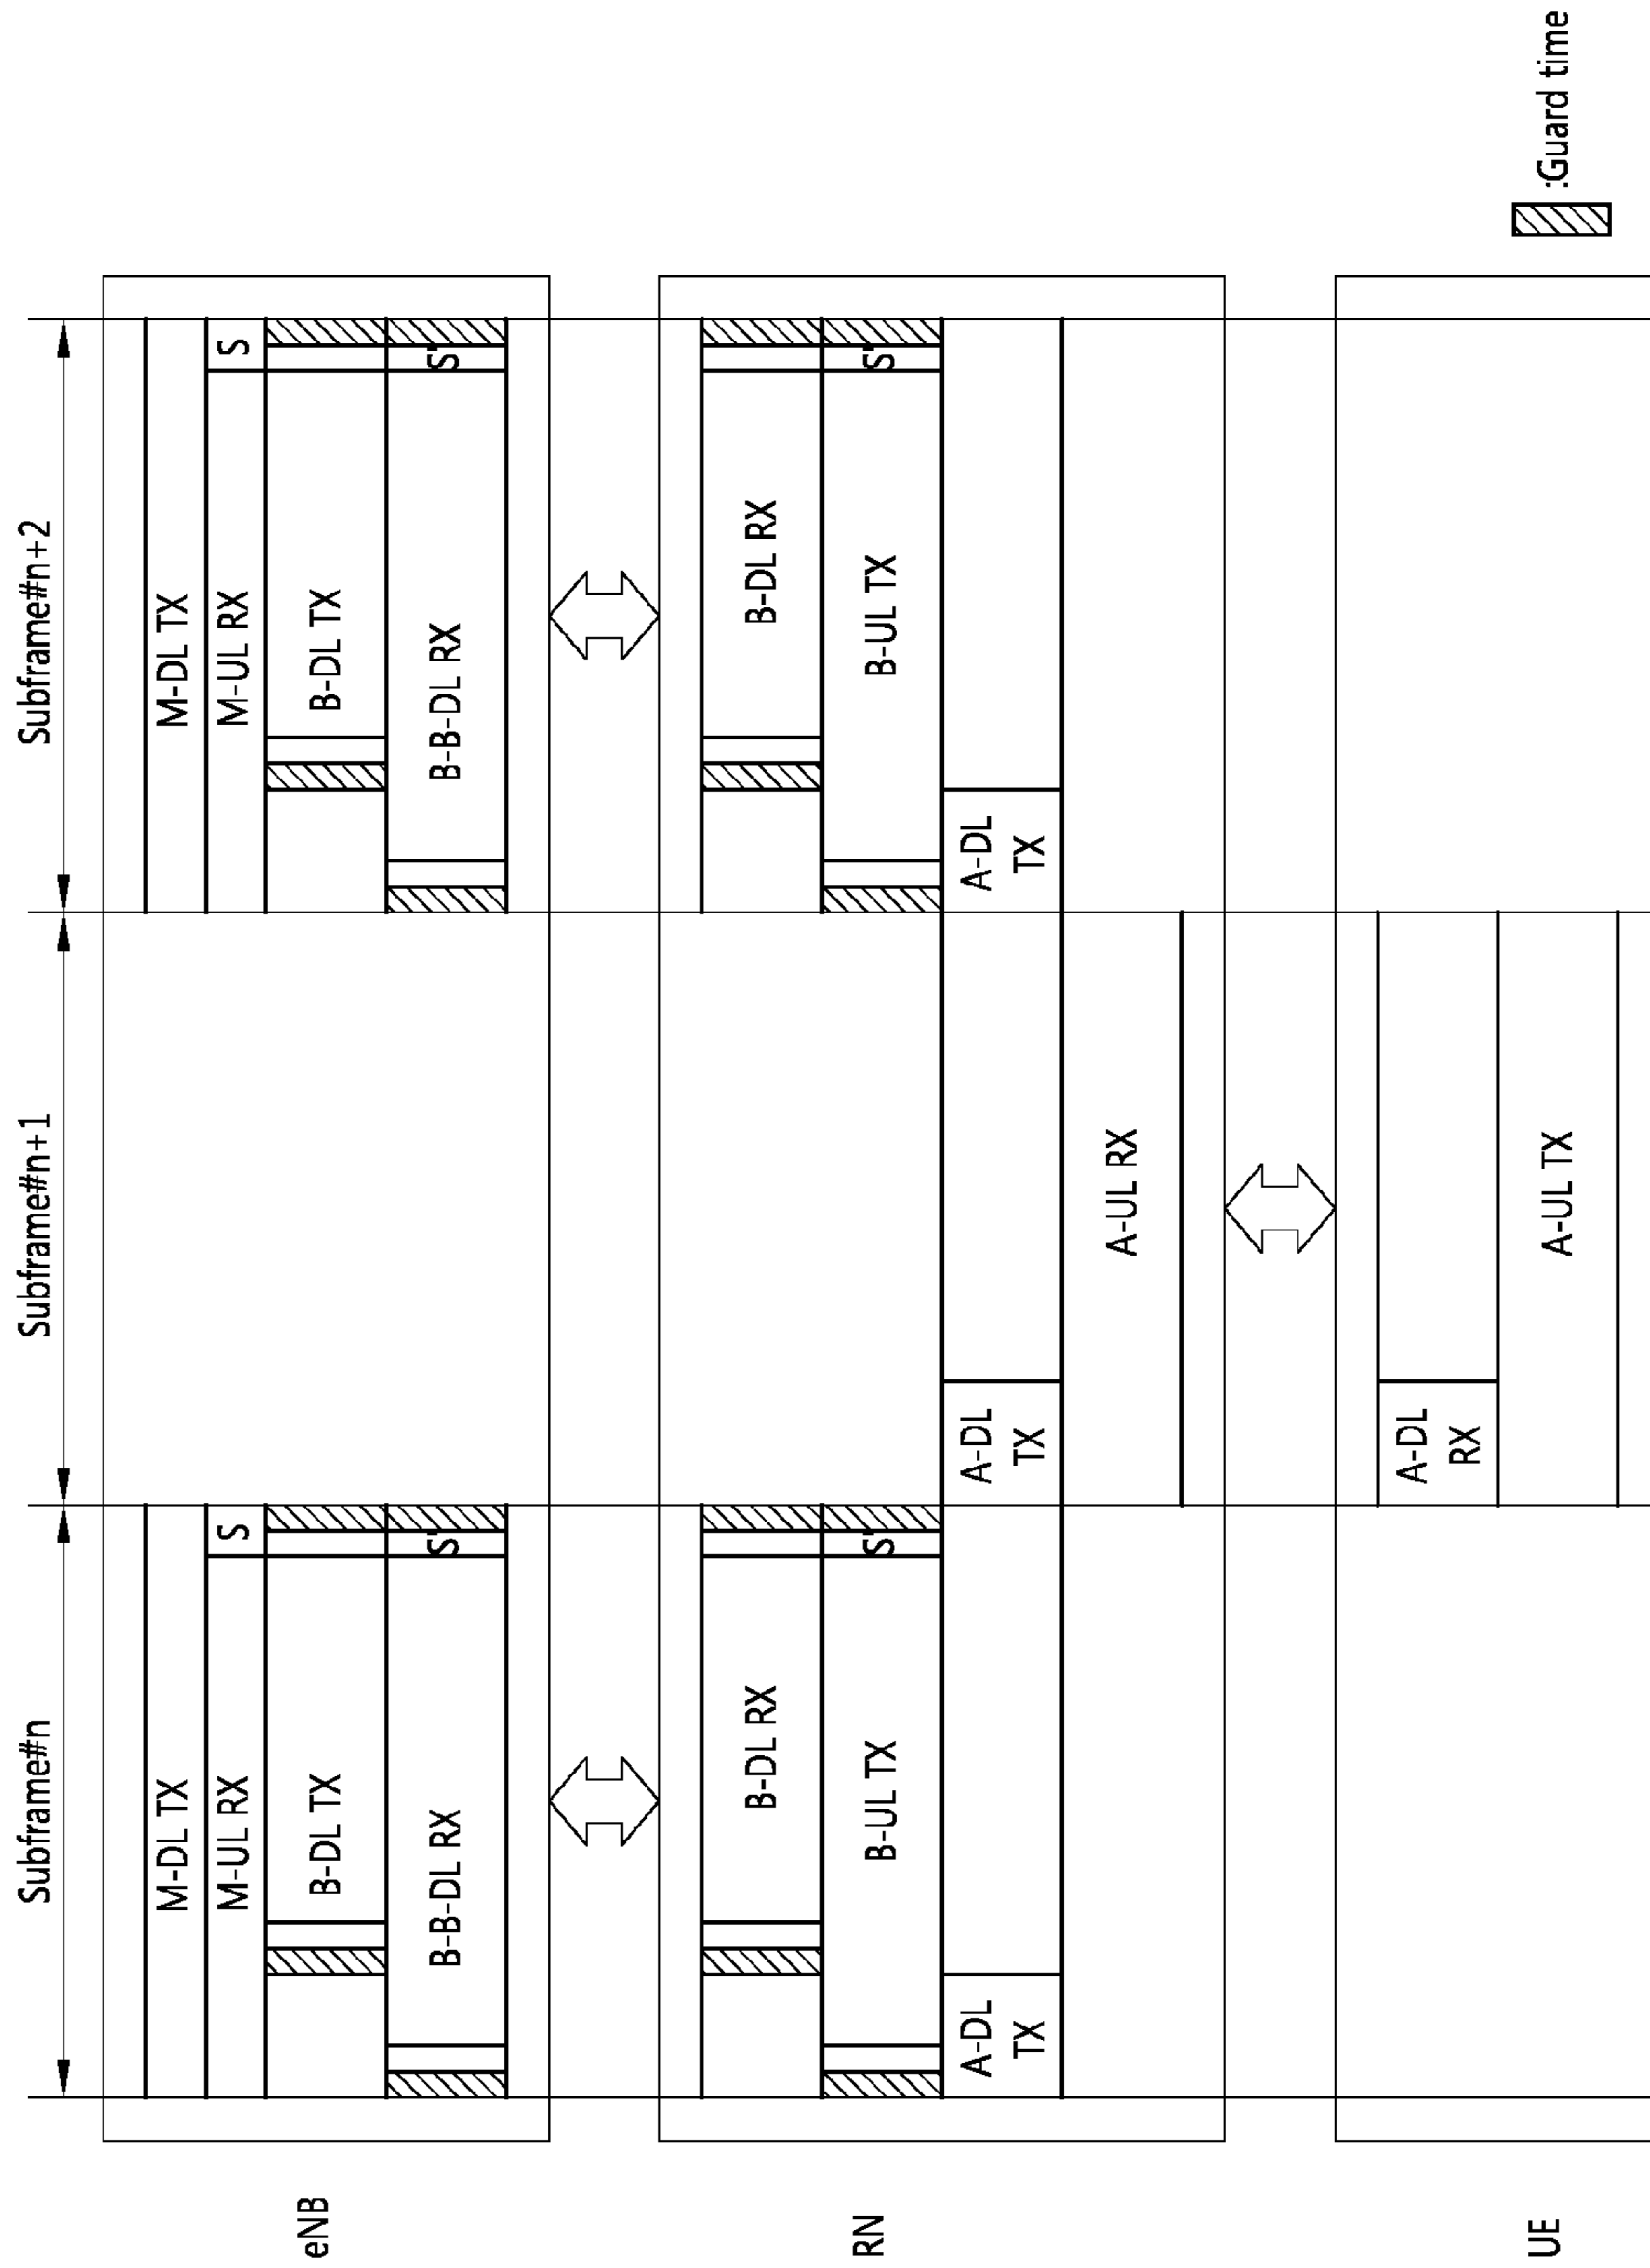 Subframe#n
Subframe#n+1
Subframe#n+2
eNB
M-DL TX
M-DL TX
M-UL RX
S
M-UL RX
S
B-DL TX
B-DL TX
B-B-DL RX
S'
B-B-DL RX
S'
RN
B-DL RX
B-DL RX
B-UL TX
S'
B-UL TX
S'
A-DL
TX
A-DL
TX
A-DL
TX
A-UL RX
UE
A-DL
RX
A-UL TX
:Guard time